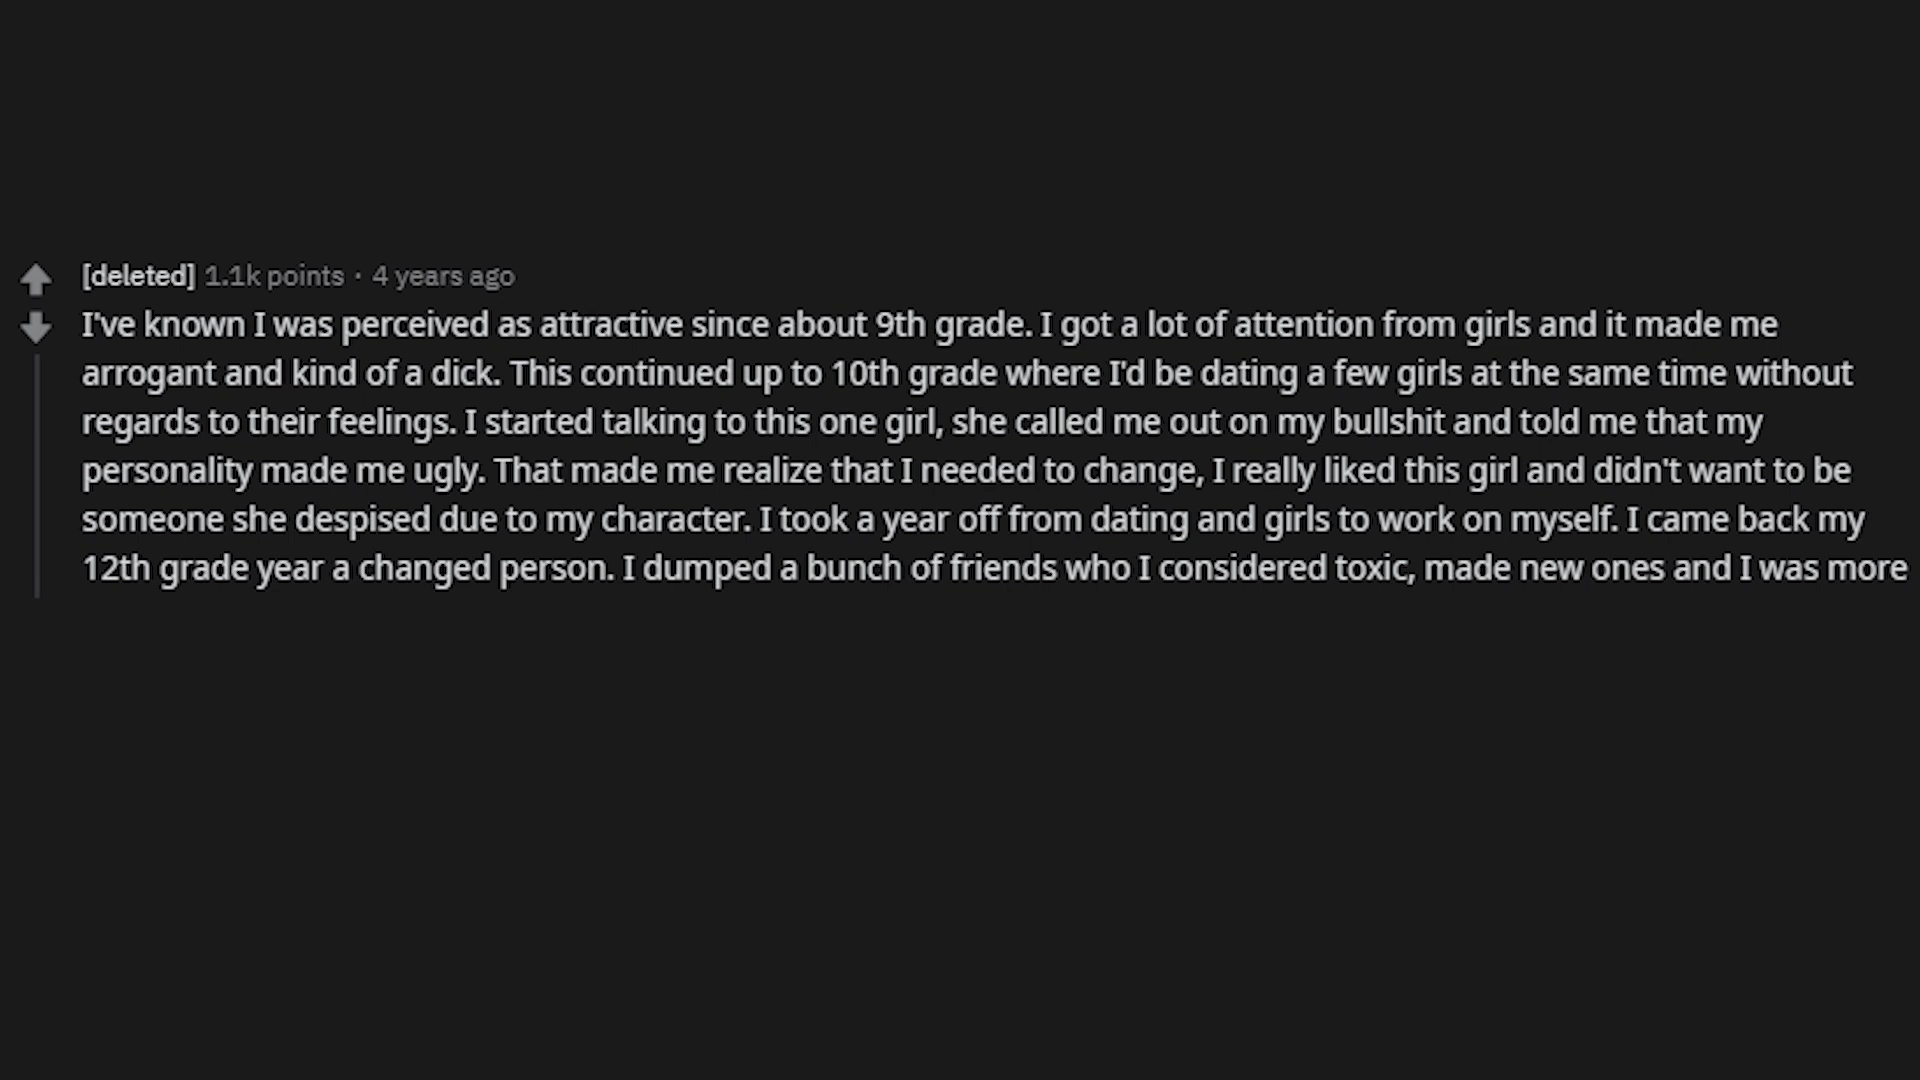 [deleted] 1.1k points · 4 years ago
I've known I was perceived as attractive since about 9th grade. I got a lot of attention from girls and it made me
arrogant and kind of a dick. This continued up to 10th grade where I'd be dating a few girls at the same time without
regards to their feelings. I started talking to this one girl, she called me out on my bullshit and told me that my
personality made me ugly. That made me realize that I needed to change, I really liked this girl and didn't want to be
someone she despised due to my character. I took a year off from dating and girls to work on myself. I came back my
12th grade year a changed person. I dumped a bunch of friends who I considered toxic, made new ones and I was more